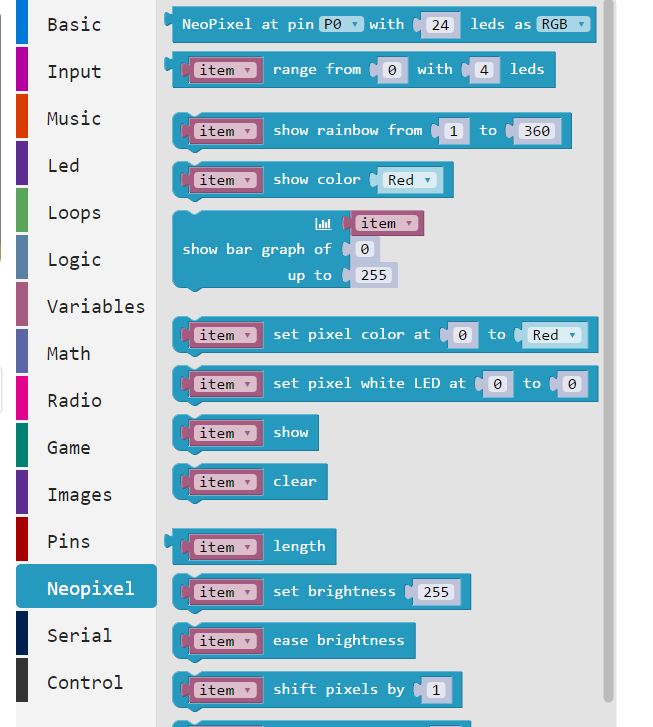 Basic
Input
Music
Led
Loops
Logic
Variables
Math
Radio
Game
Images
Pins
Neopixel
Serial
Control
NeoPixel at pin P0 with 24 leds as RGB
item range from 0 with 4 leds
item show rainbow from 1 to 360
item show color Red
item
show bar graph of 0
up to 255
item set pixel color at 0 to Red
item set pixel white LED at 0 to 0
item show
item clear
item length
item set brightness 255
item ease brightness
item shift pixels by 1